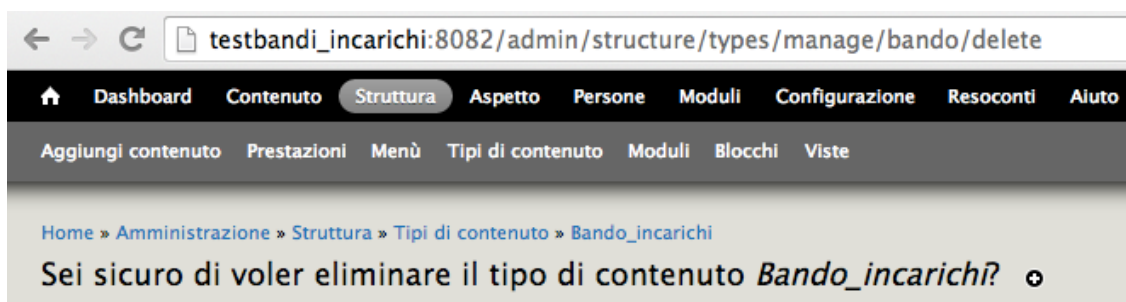 testbandi_incarichi:8082/admin/structure/types/manage/bando/delete
Dashboard Contenuto Struttura Aspetto Persone Moduli Configurazione Resoconti Aiuto
Aggiungi contenuto Prestazioni Menù Tipi di contenuto Moduli Blocchi Viste
Home » Amministrazione » Struttura » Tipi di contenuto » Bando_incarichi
Sei sicuro di voler eliminare il tipo di contenuto Bando_incarichi?